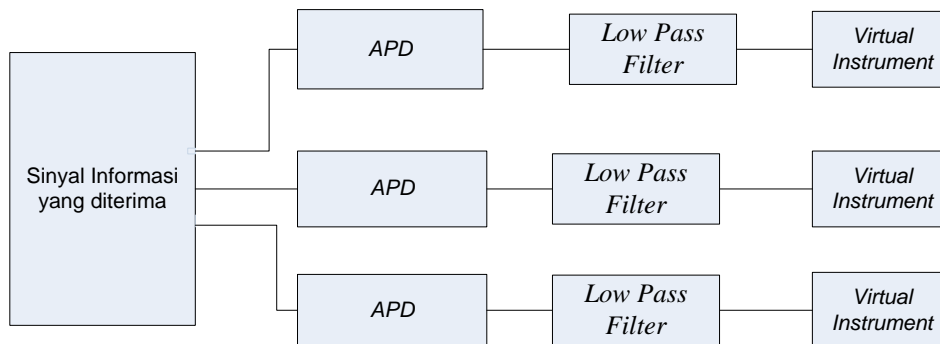 APD
Low Pass
Filter
Virtual
Instrument
Sinyal Informasi
yang diterima
APD
Low Pass
Filter
Virtual
Instrument
APD
Low Pass
Filter
Virtual
Instrument